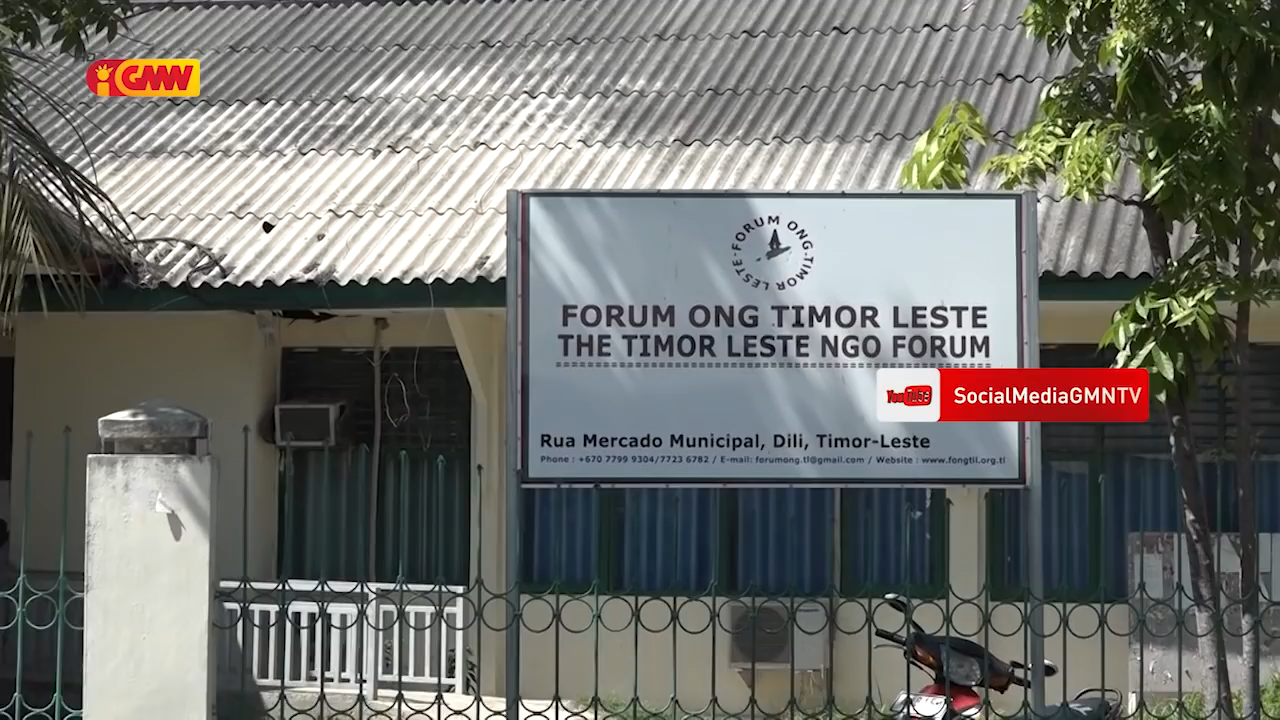 GMN
FORUM ONG TIMOR LESTE
FORUM ONG TIMOR LESTE
THE TIMOR LESTE NGO FORUM
YouTube
SocialMediaGMNTV
Rua Mercado Municipal, Dili, Timor-Leste
Phone : +670 7799 9304/7723 6782 / E-mail: forumong.tl@gmail.com / Website : www.fongtil.org.tl